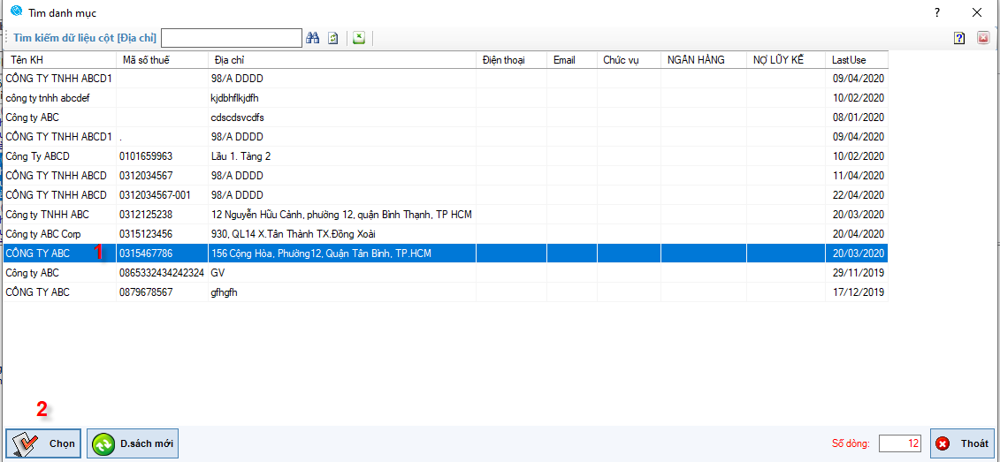 Tìm danh mục
?
Tìm kiếm dữ liệu cột [Địa chỉ]
Tên KH Mã số thuế Địa chỉ Điện thoại Email Chức vụ NGÂN HÀNG NỢ LŨY KẾ LastUse
CÔNG TY TNHH ABCD1 98/A DDDD 09/04/2020
công ty tnhh abcdef kjdbhflkjdfh 10/02/2020
Công ty ABC cdscdsvcdfs 08/01/2020
CÔNG TY TNHH ABCD1 . 98/A DDDD 09/04/2020
Công Ty ABCD 0101659963 Lầu 1. Tàng 2 10/02/2020
CÔNG TY TNHH ABCD 0312034567 98/A DDDD 11/04/2020
CÔNG TY TNHH ABCD 0312034567-001 98/A DDDD 22/04/2020
Công ty TNHH ABC 0312125238 12 Nguyễn Hữu Cảnh, phường 12, quận Bình Thạnh, TP HCM 20/03/2020
Công ty ABC Corp 0315123456 930, QL14 X.Tân Thành TX.Đồng Xoài 20/04/2020
CÔNG TY ABC 1 0315467786 156 Cộng Hòa, Phường12, Quận Tân Bình, TP.HCM 20/03/2020
Công ty ABC 0865332434242324 GV 29/11/2019
CÔNG TY ABC 0879678567 gfhgfh 17/12/2019
2
Chọn D.sách mới Số dòng: 12 Thoát